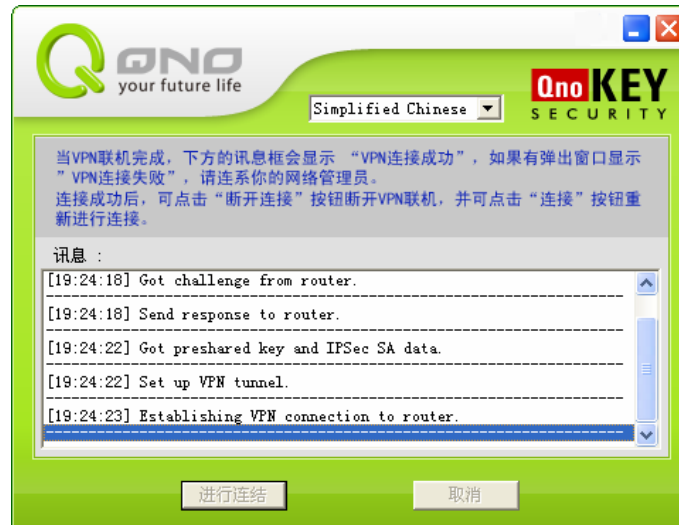 QNO
your future life
Simplified Chinese
Qno KEY
SECURITY
当VPN联机完成，下方的讯息框会显示 “VPN连接成功”，如果有弹出窗口显示
”VPN连接失败”，请连系你的网络管理员。
连接成功后，可点击“断开连接”按钮断开VPN联机，并可点击“连接”按钮重
新进行连接。
讯息 :
[19:24:18] Got challenge from router.
[19:24:18] Send response to router.
[19:24:22] Got preshared key and IPSec SA data.
[19:24:22] Set up VPN tunnel.
[19:24:23] Establishing VPN connection to router.
进行连结
取消